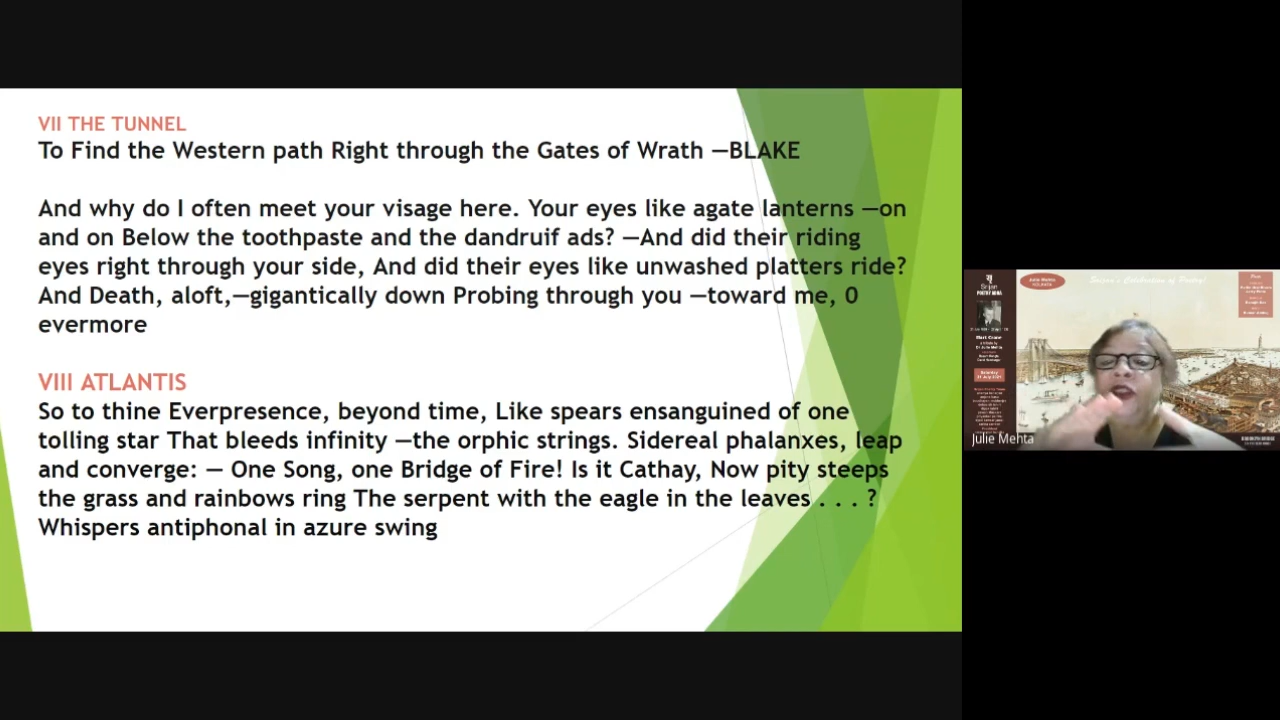 VII THE TUNNEL
To Find the Western path Right through the Gates of Wrath —BLAKE
And why do I often meet your visage here. Your eyes like agate lanterns —on
and on Below the toothpaste and the dandruif ads? —And did their riding
eyes right through your side, And did their eyes like unwashed platters ride?
And Death, aloft,—gigantically down Probing through you —toward me, 0
evermore
VIII ATLANTIS
So to thine Everpresence, beyond time, Like spears ensanguined of one
tolling star That bleeds infinity —the orphic strings. Sidereal phalanxes, leap
and converge: — One Song, one Bridge of Fire! Is it Cathay, Now pity steeps
the grass and rainbows ring The serpent with the eagle in the leaves . . . ?
Whispers antiphonal in azure swing
Julie Mehta